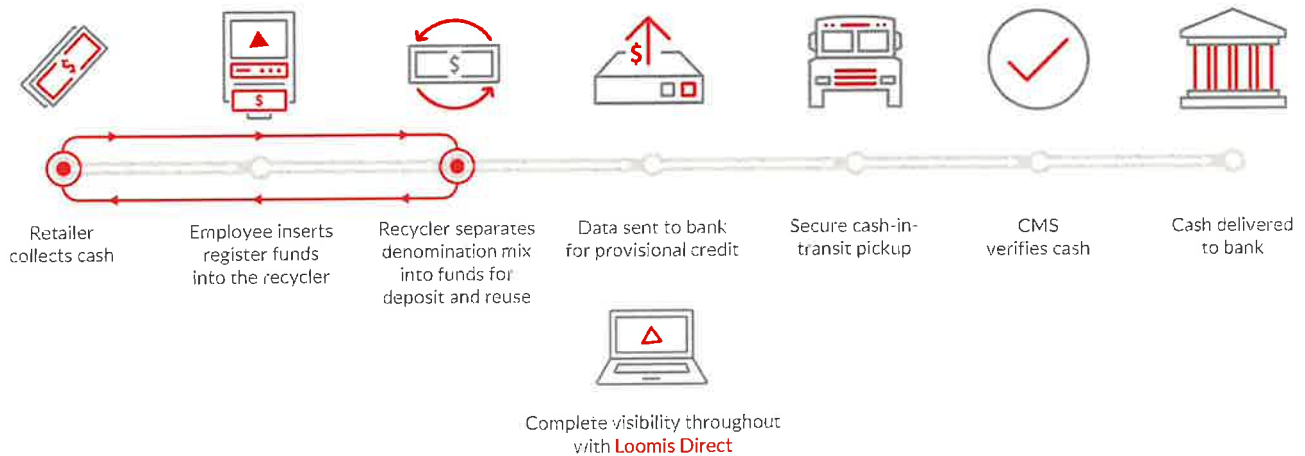 $
$
$
$
Retailer
collects cash
Employee inserts
register funds
into the recycler
Recycler separates
denomination mix
into funds for
deposit and reuse
Data sent to bank
for provisional credit
Secure cash-in-
transit pickup
CMS
verifies cash
Cash delivered
to bank
Complete visibility throughout
with Loomis Direct